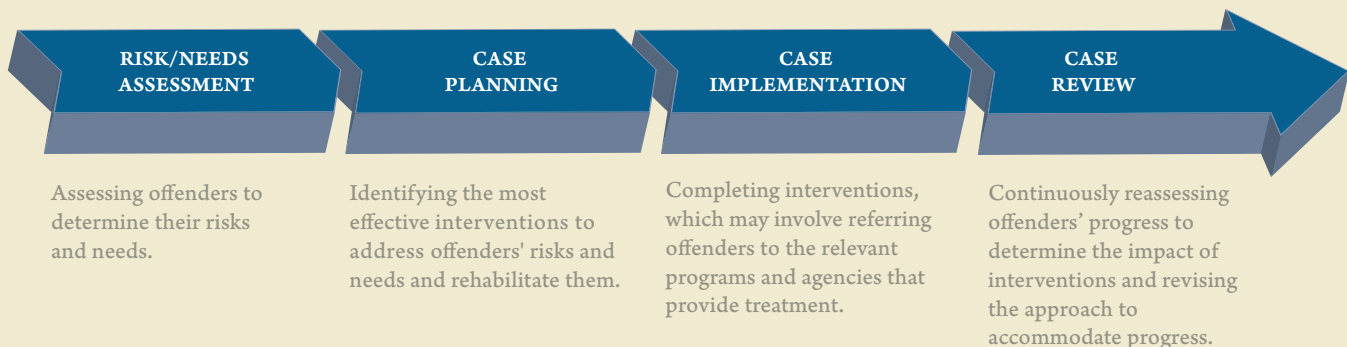 RISK/NEEDS
ASSESSMENT
Assessing offenders to
determine their risks
and needs.
CASE
PLANNING
Identifying the most
effective interventions to
address offenders' risks and
needs and rehabilitate them.
CASE
IMPLEMENTATION
Completing interventions,
which may involve referring
offenders to the relevant
programs and agencies that
provide treatment.
CASE
REVIEW
Continuously reassessing
offenders’ progress to
determine the impact of
interventions and revising
the approach to
accommodate progress.